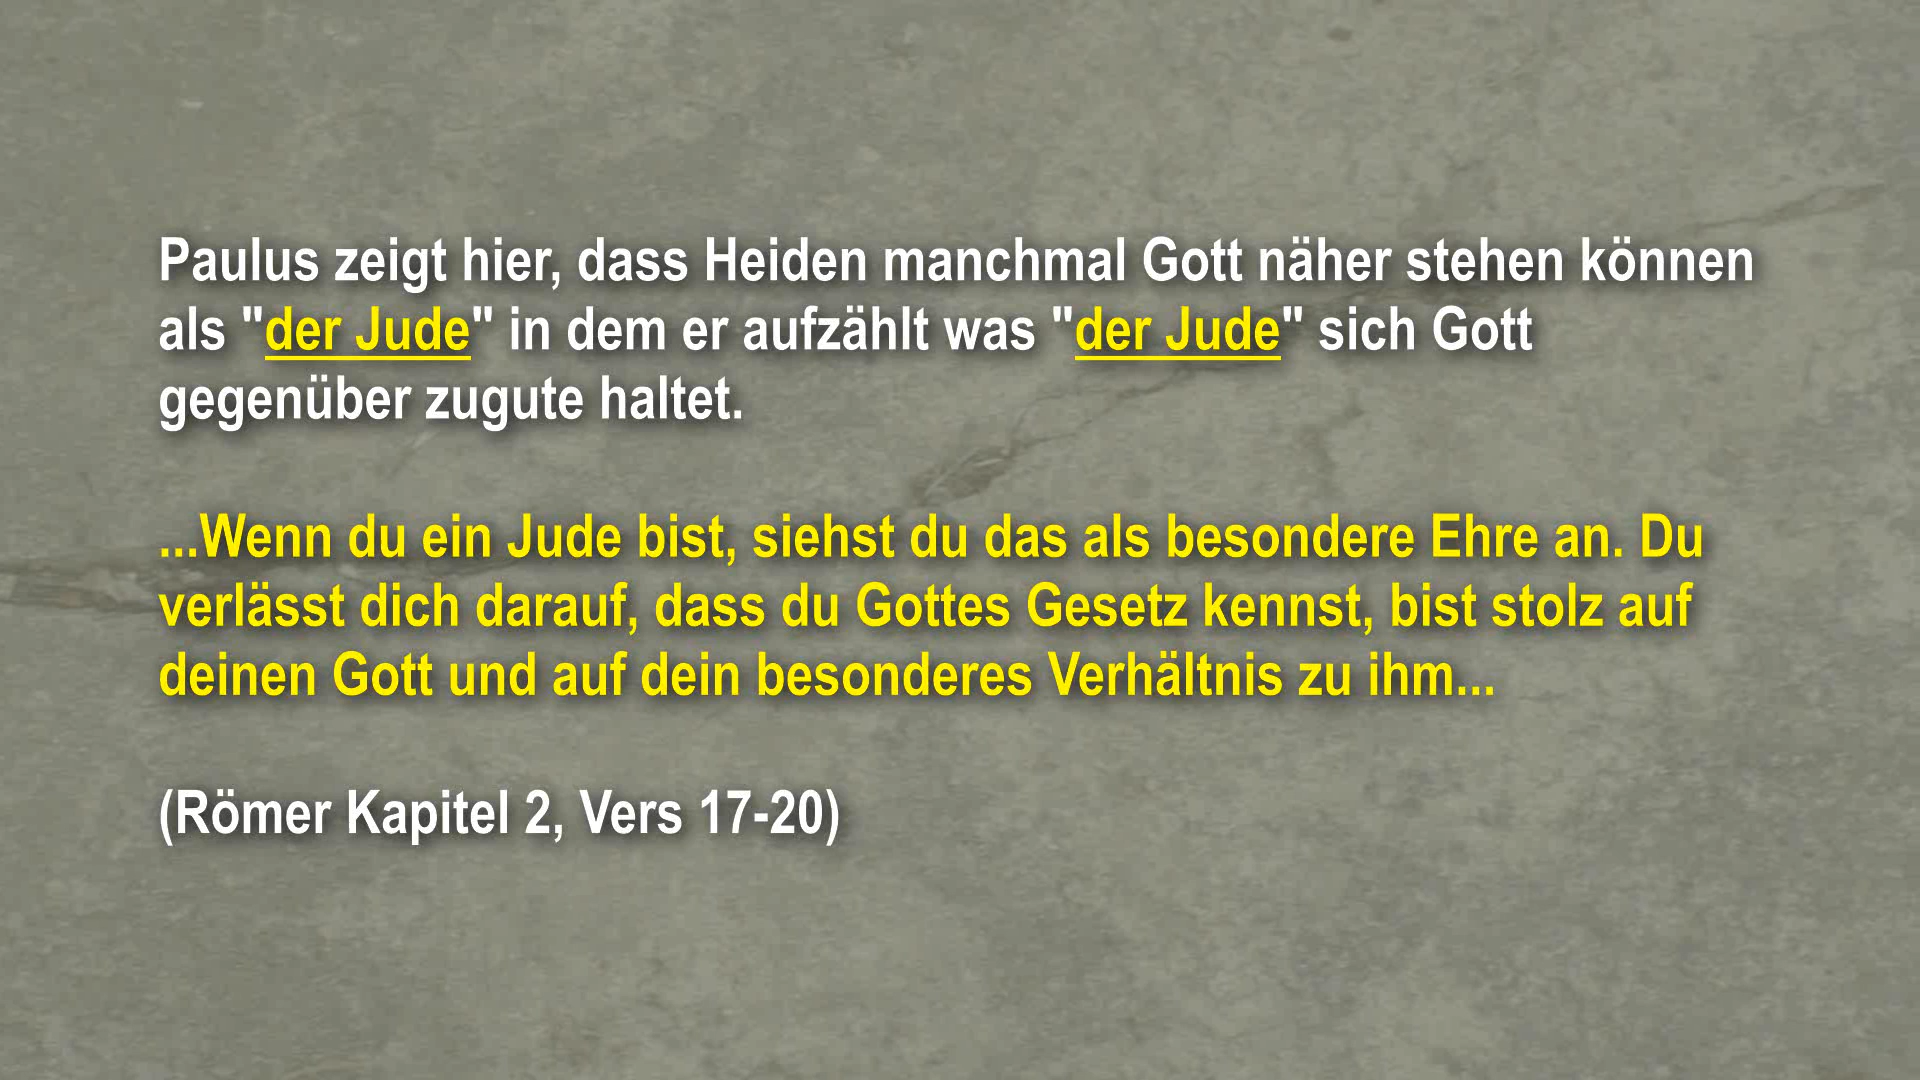 Paulus zeigt hier, dass Heiden manchmal Gott näher stehen können
als "der Jude" in dem er aufzählt was "der Jude" sich Gott
gegenüber zugute haltet.
...Wenn du ein Jude bist, siehst du das als besondere Ehre an. Du
verlässt dich darauf, dass du Gottes Gesetz kennst, bist stolz auf
deinen Gott und auf dein besonderes Verhältnis zu ihm...
(Römer Kapitel 2, Vers 17-20)